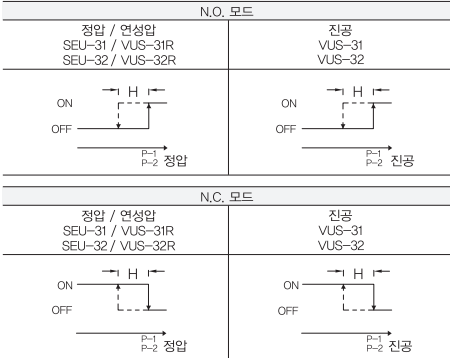 N.O. 모드
정압 / 연성압
SEU-31 / VUS-31R
SEU-32 / VUS-32R
진공
VUS-31
VUS-32
H
ON
OFF
P-1
P-2 정압
H
ON
OFF
P-1
P-2 진공
N.C. 모드
정압 / 연성압
SEU-31 / VUS-31R
SEU-32 / VUS-32R
진공
VUS-31
VUS-32
H
ON
OFF
P-1
P-2 정압
H
ON
OFF
P-1
P-2 진공